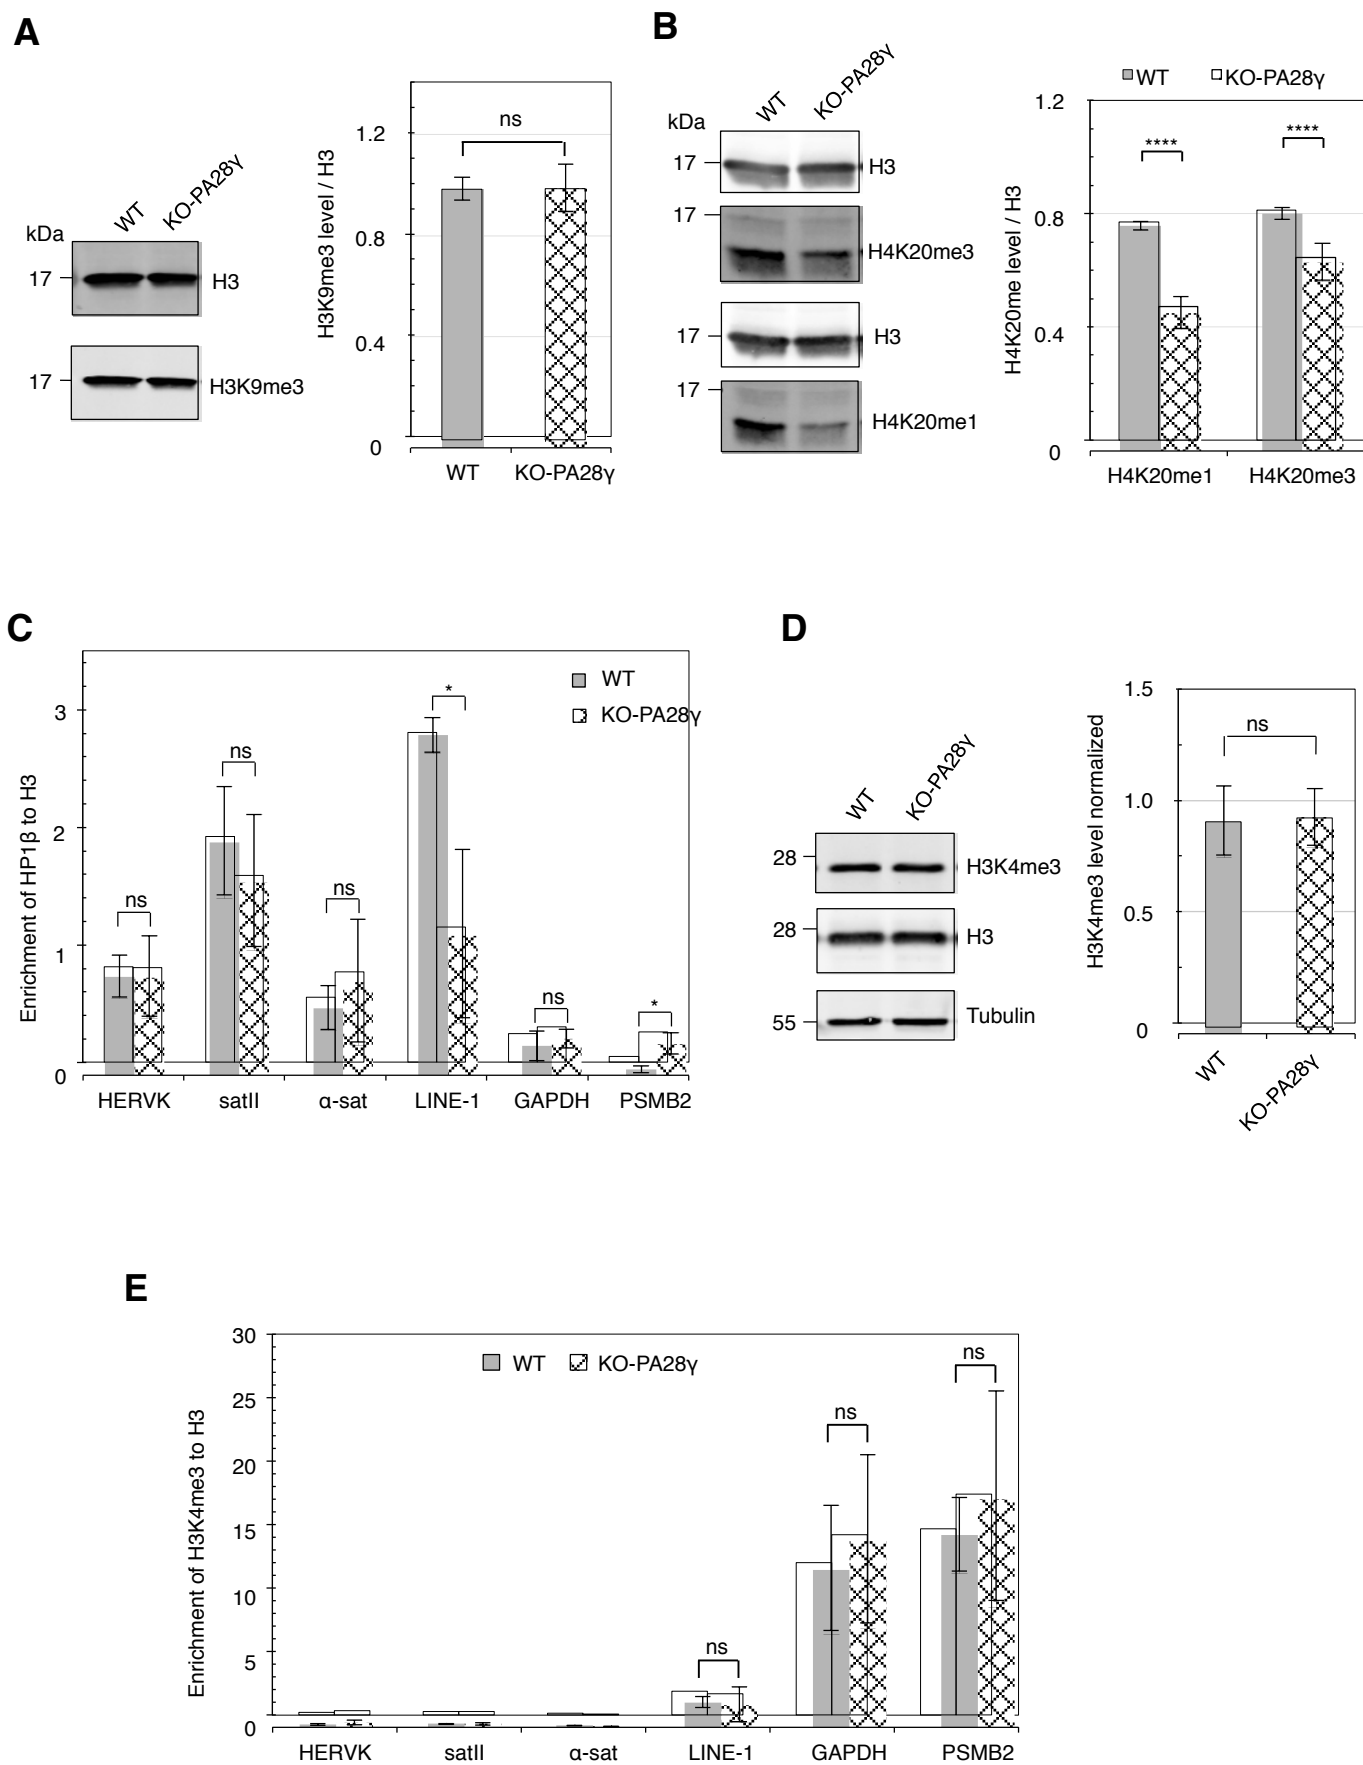 A
kDa
WT
KO-PA28γ
17
H3
17
H3K9me3
H3K9me3 level / H3
1.2
0.8
0.4
0
ns
WT
KO-PA28γ
B
kDa
WT
KO-PA28γ
17
H3
17
H4K20me3
17
H3
17
H4K20me1
WT
KO-PA28γ
H4K20me level / H3
1.2
0.8
0.4
0
****
****
H4K20me1
H4K20me3
C
WT
KO-PA28γ
Enrichment of HP1β to H3
3
2
1
0
ns
ns
ns
*
ns
*
HERVK
satII
α-sat
LINE-1
GAPDH
PSMB2
D
WT
KO-PA28γ
28
H3K4me3
28
H3
55
Tubulin
H3K4me3 level normalized
1.5
1.0
0.5
0
ns
WT
KO-PA28γ
E
WT
KO-PA28γ
Enrichment of H3K4me3 to H3
30
25
20
15
10
5
0
ns
ns
ns
HERVK
satII
α-sat
LINE-1
GAPDH
PSMB2